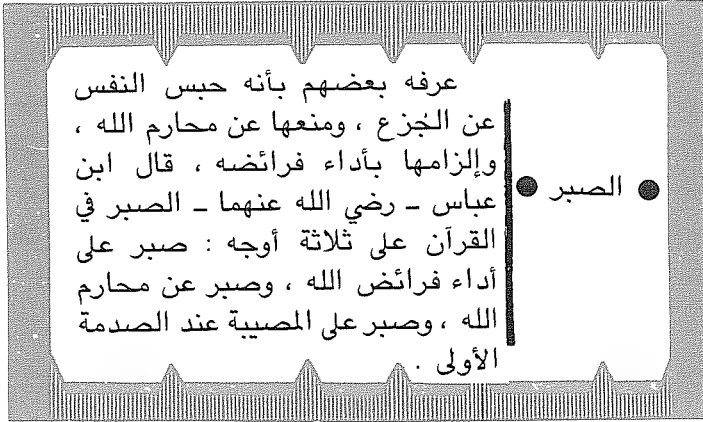 ● الصبر ●
عرفه بعضهم بأنه حبس النفس
عن الجزع ، ومنعها عن محارم الله ،
وإلزامها بأداء فرائضه ، قال ابن
عباس ــ رضي الله عنهما ــ الصبر في
القرآن على ثلاثة أوجه : صبر على
أداء فرائض الله ، وصبر عن محارم
الله ، وصبر على المصيبة عند الصدمة
الأولى .